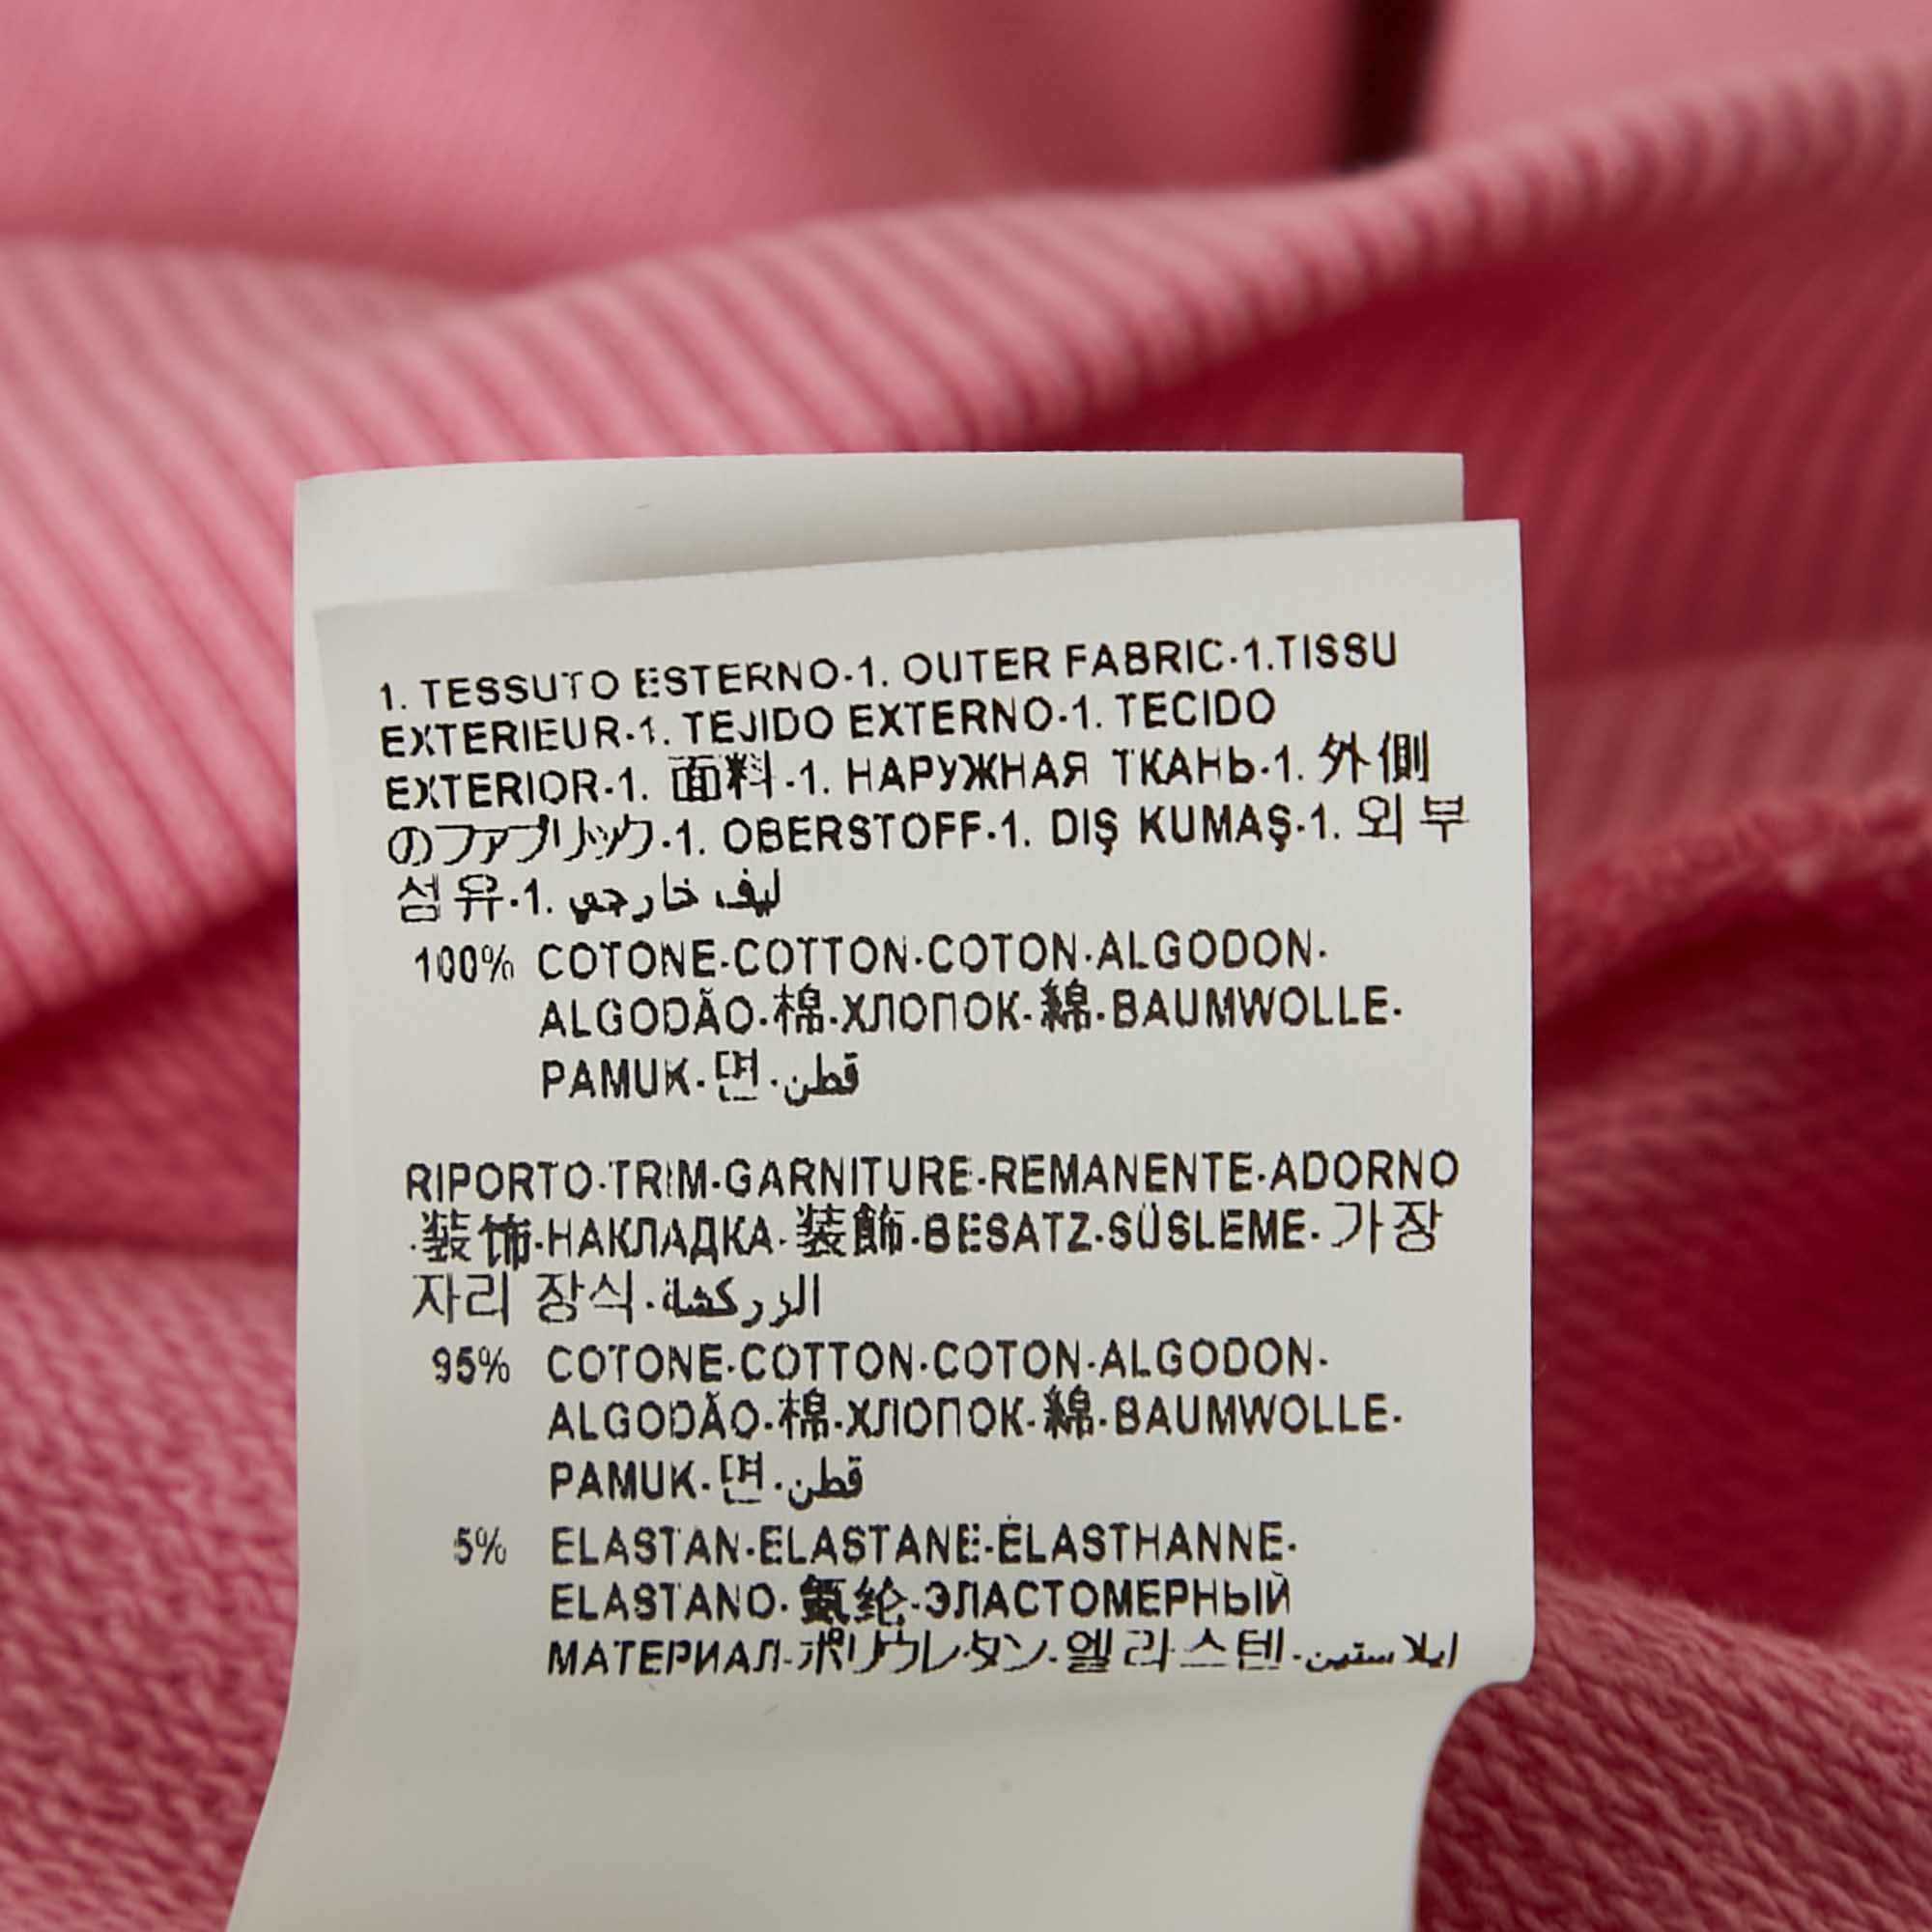 1. TESSUTO ESTERNO-1. OUTER FABRIC-1.TISSU
EXTERIEUR-1. TEJIDO EXTERNO-1. TECIDO
EXTERIOR-1. 面料-1. НАРУЖНАЯ ТКАНЬ-1. 外側
のファブリック-1. OBERSTOFF-1. DIŞ KUMAŞ-1. 외부
섬유-1. ليف خارجي
100% COTONE-COTTON-COTON-ALGODON-
ALGODÃO-棉-ХЛОПОК-綿-BAUMWOLLE-
PAMUK-면-قطن
RIPORTO-TRIM-GARNITURE-REMANENTE-ADORNO
-装饰-НАКЛАДКА-装飾-BESATZ-SÜSLEME-가장
자리 장식-الزركشة
95% COTONE-COTTON-COTON-ALGODON-
ALGODÃO-棉-ХЛОПОК-綿-BAUMWOLLE-
PAMUK-면-قطن
5% ELASTAN-ELASTANE-ÉLASTHANNE-
ELASTANO-氨纶-ЭЛАСТОМЕРНЫЙ
МАТЕРИАЛ-ポリウレタン-엘라스텐-ايلاستين